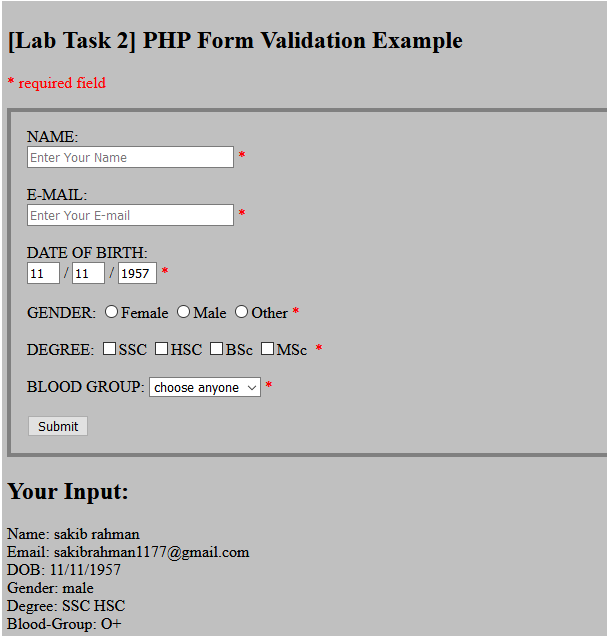 [Lab Task 2] PHP Form Validation Example
* required field
NAME:
Enter Your Name *
E-MAIL:
Enter Your E-mail *
DATE OF BIRTH:
11 / 11 / 1957 *
GENDER: Female Male Other *
DEGREE: SSC HSC BSc MSc *
BLOOD GROUP: choose anyone *
Submit
Your Input:
Name: sakib rahman
Email: sakibrahman1177@gmail.com
DOB: 11/11/1957
Gender: male
Degree: SSC HSC
Blood-Group: O+